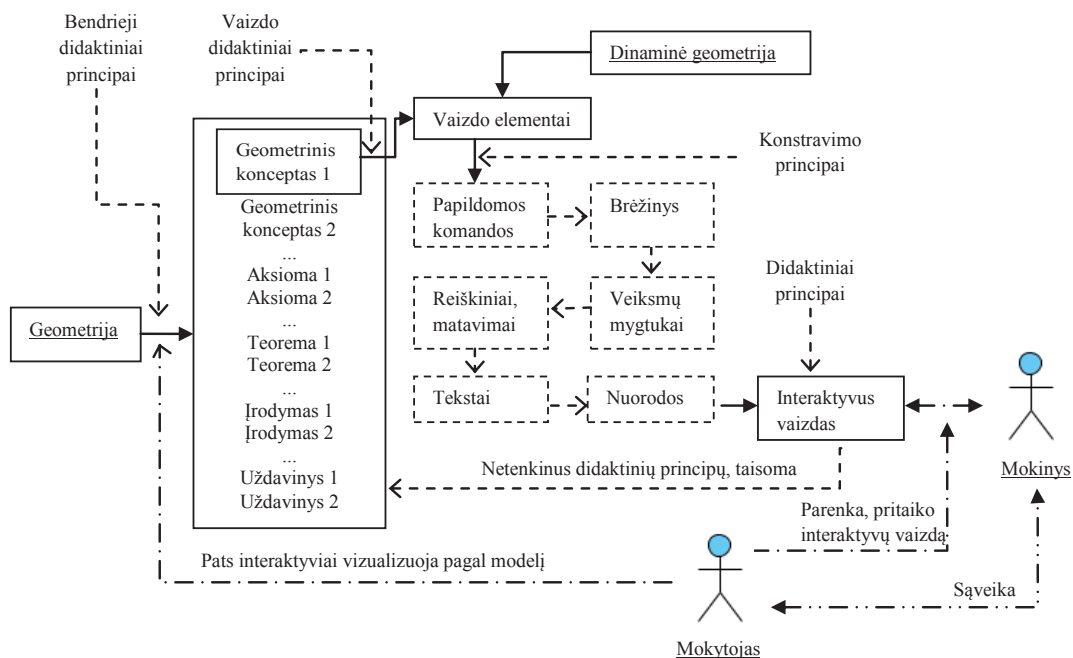 Bendrieji
didaktiniai
principai
Vaizdo
didaktiniai
principai
Dinaminė geometrija
Vaizdo elementai
Konstravimo
principai
Geometrinis
konceptas 1
Geometrinis
konceptas 2
...
Aksioma 1
Aksioma 2
...
Teorema 1
Teorema 2
...
Įrodymas 1
Įrodymas 2
...
Uždavinys 1
Uždavinys 2
Papildomos
komandos
Brėžinys
Reiškiniai,
matavimai
Veiksmų
mygtukai
Didaktiniai
principai
Geometrija
Tekstai
Nuorodos
Interaktyvus
vaizdas
Mokinys
Netenkinus didaktinių principų, taisoma
Parenka, pritaiko
interaktyvų vaizdą
Pats interaktyviai vizualizuoja pagal modelį
Sąveika
Mokytojas